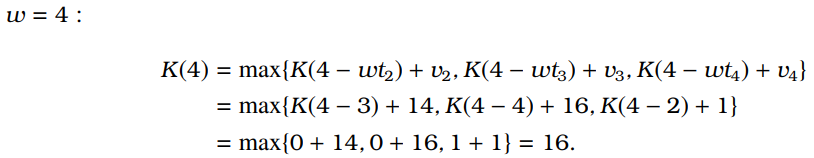 w = 4 :
K(4) = max{K(4 − wt₂) + v₂, K(4 − wt₃) + v₃, K(4 − wt₄) + v₄}
= max{K(4 − 3) + 14, K(4 − 4) + 16, K(4 − 2) + 1}
= max{0 + 14, 0 + 16, 1 + 1} = 16.